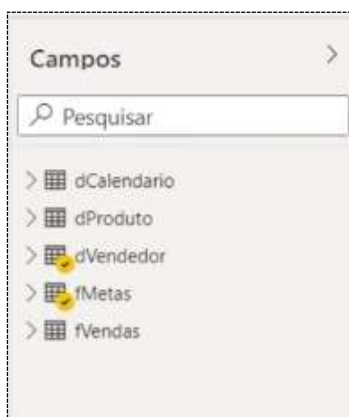 Campos
Pesquisar
dCalendario
dProduto
dVendedor
fMetas
fVendas